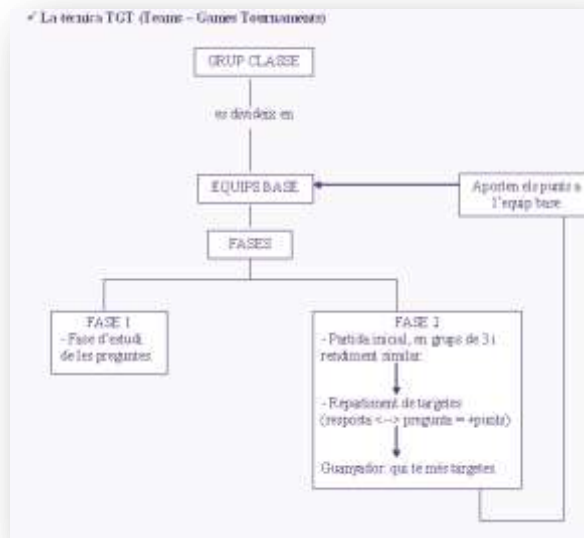 ✓ La tècnica TGT (Teams – Games Tournaments)
GRUP CLASSE
es divideix en
EQUIPS BASE
Aporten els punts a
l'equip base
FASES
FASE 1
- Fase d'estudi
de les preguntes
FASE 2
- Partida inicial, en grups de 3 i
rendiment similar
- Repartiment de targetes
(resposta <--> pregunta = +punts)
Guanyador: qui te més targetes